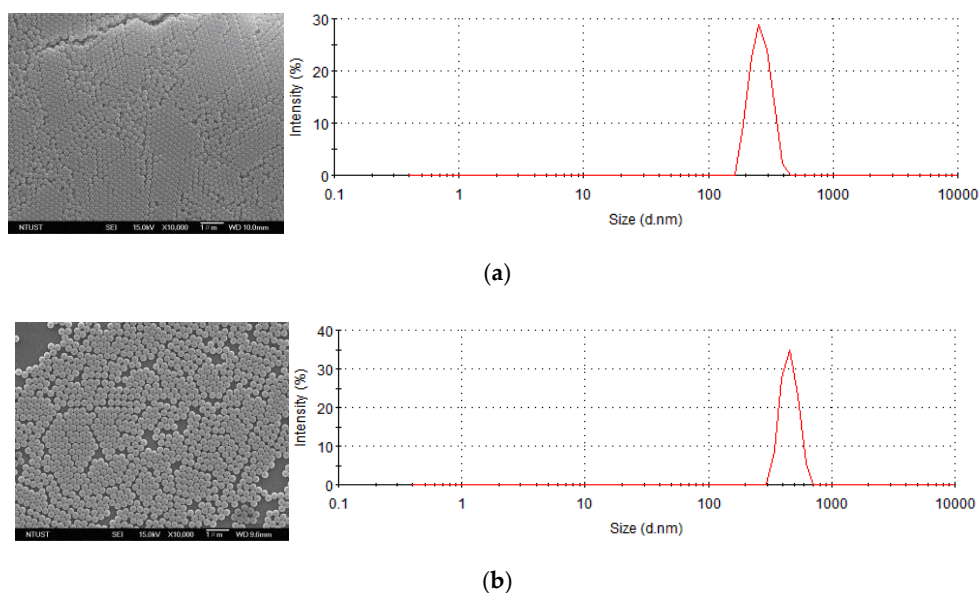 30
20
10
0
Intensity (%)
0.1 1 10 100 1000 10000
Size (d.nm)
NTUST SEI 15.0kV X10,000 1μm WD 10.0mm
(a)
40
30
20
10
0
Intensity (%)
0.1 1 10 100 1000 10000
Size (d.nm)
NTUST SEI 15.0kV X10,000 1μm WD 9.6mm
(b)